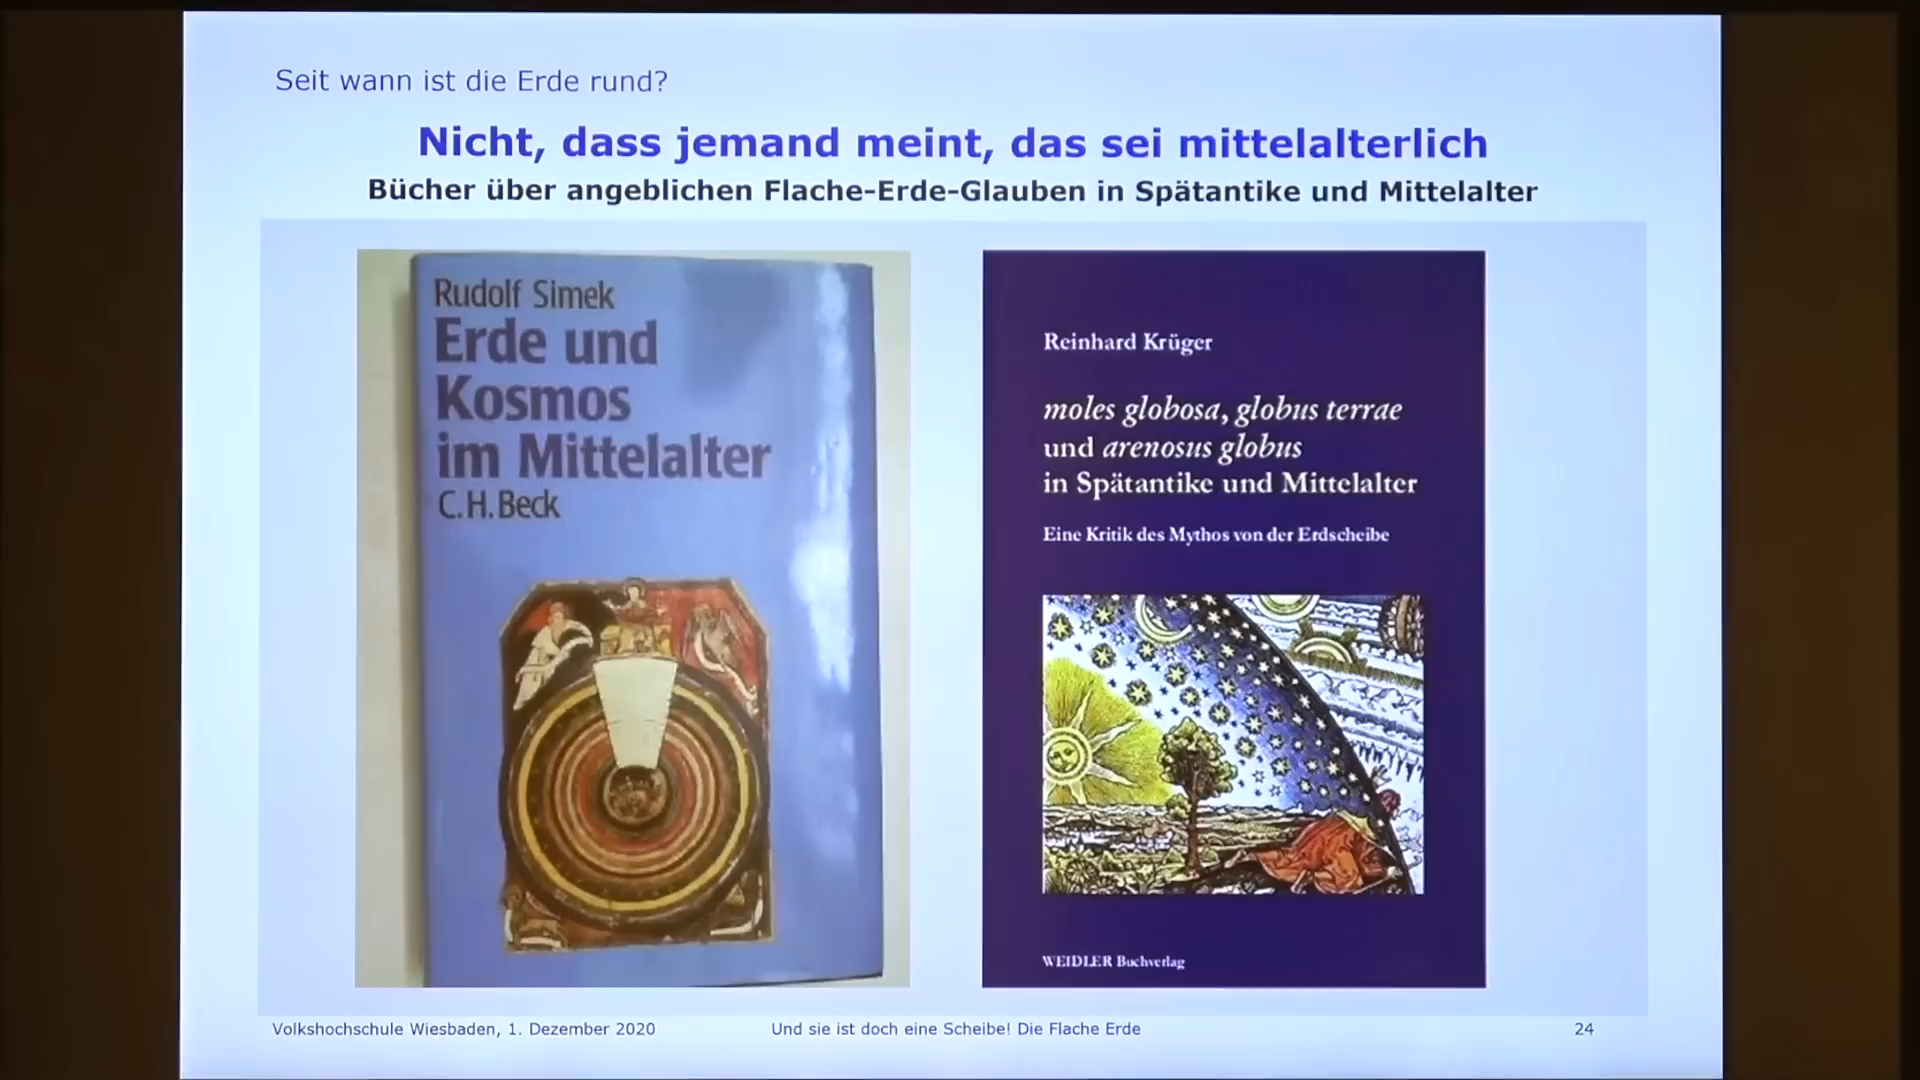 Seit wann ist die Erde rund?
Nicht, dass jemand meint, das sei mittelalterlich
Bücher über angeblichen Flache-Erde-Glauben in Spätantike und Mittelalter
Rudolf Simek
Erde und
Kosmos
im Mittelalter
C.H.Beck
Reinhard Krüger
moles globosa, globus terrae
und arenosus globus
in Spätantike und Mittelalter
Eine Kritik des Mythos von der Erdscheibe
WEIDLER Buchverlag
Volkshochschule Wiesbaden, 1. Dezember 2020
Und sie ist doch eine Scheibe! Die Flache Erde
24